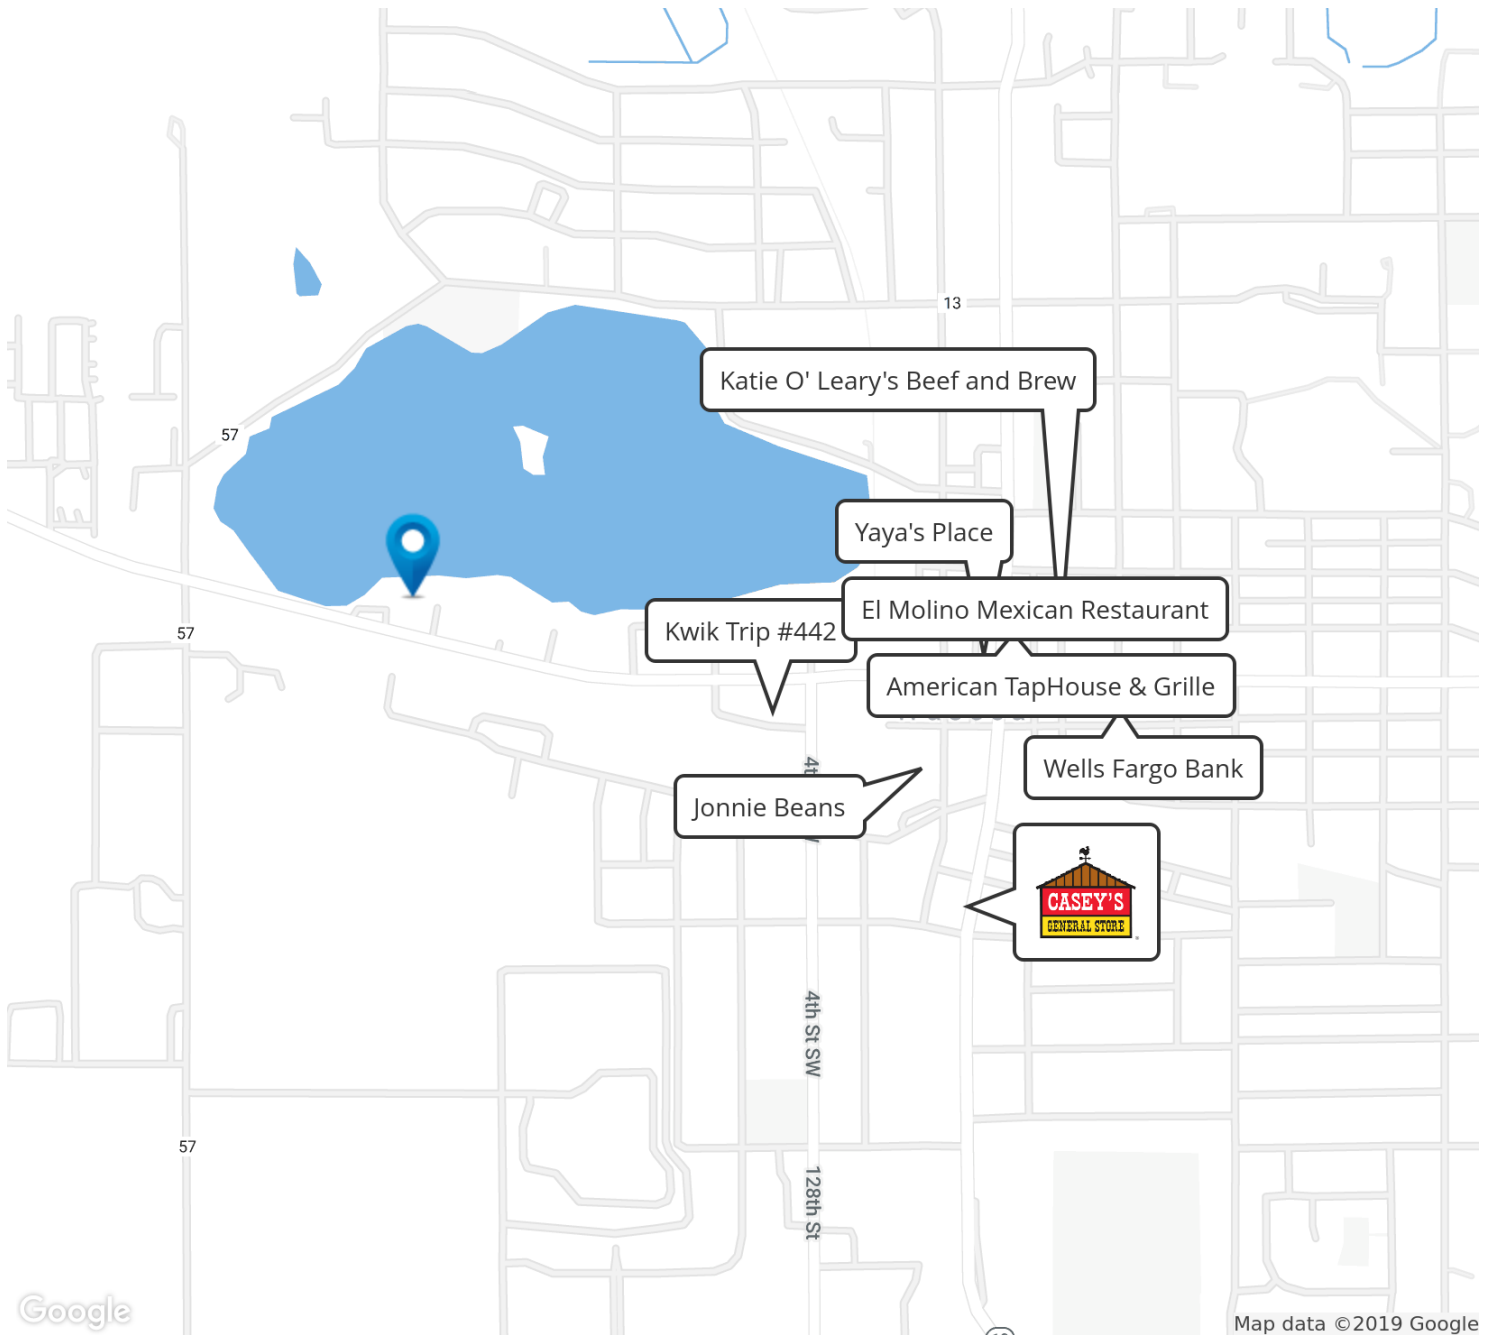 13
Katie O' Leary's Beef and Brew
57
Yaya's Place
El Molino Mexican Restaurant
Kwik Trip #442
57
American TapHouse & Grille
Wells Fargo Bank
Jonnie Beans
CASEY'S
GENERAL STORE
4th St SW
57
128th St
Google
Map data ©2019 Google